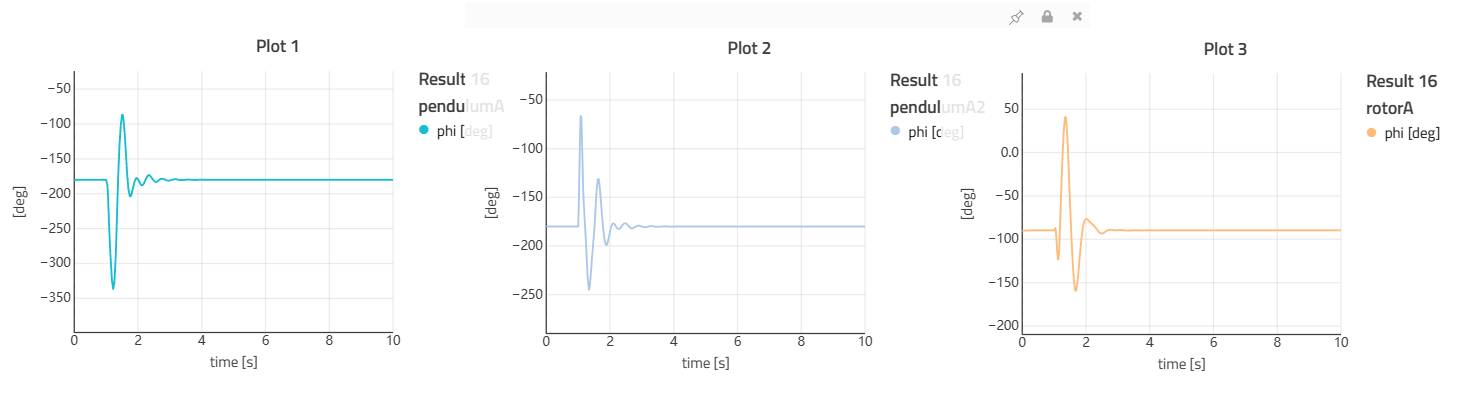 Plot 1
−50
−100
−150
−200
−250
−300
−350
[deg]
0
2
4
6
8
10
time [s]
Result 16
pendulumA
phi [deg]
Plot 2
−50
−100
−150
−200
−250
[deg]
0
2
4
6
8
10
time [s]
Result 16
pendulumA2
phi [deg]
Plot 3
50
0.0
−50
−100
−150
−200
[deg]
0
2
4
6
8
10
time [s]
Result 16
rotorA
phi [deg]